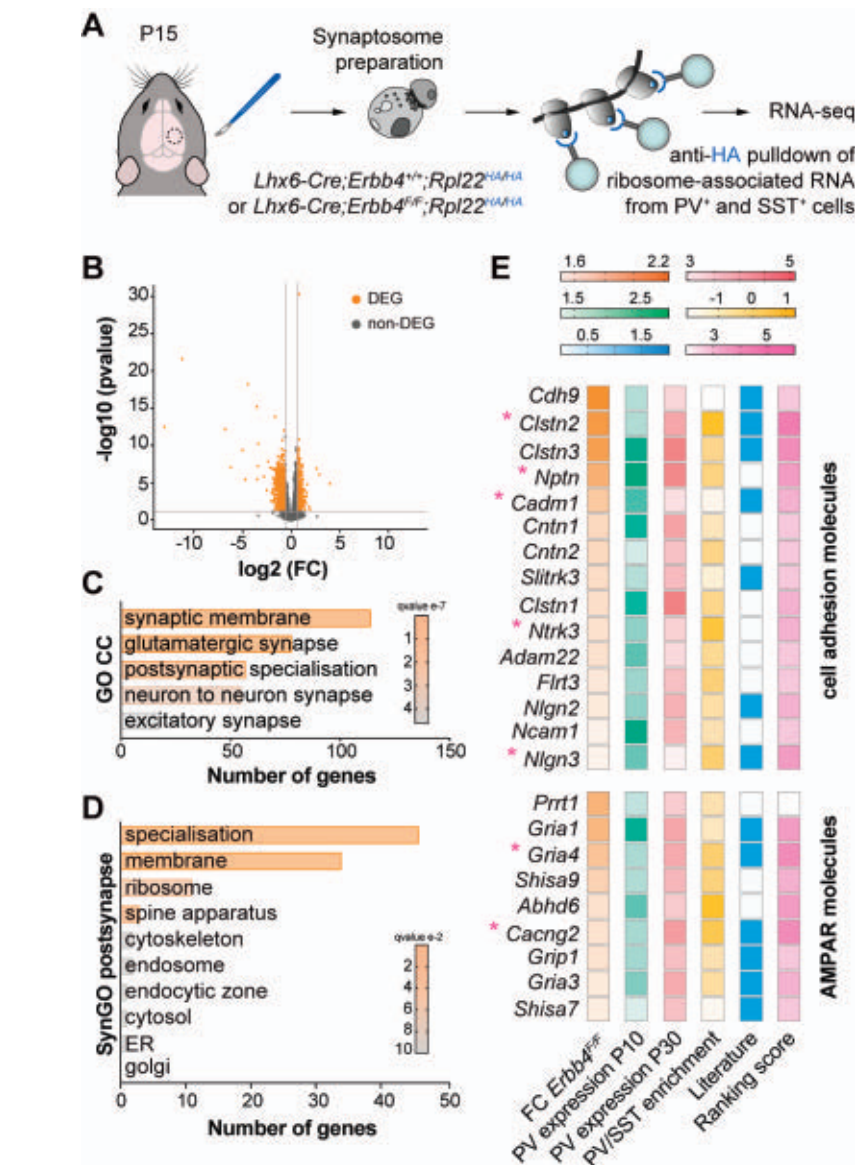 A
P15
Synaptosome
preparation
RNA-seq
anti-HA pulldown of
ribosome-associated RNA
from PV+ and SST+ cells
Lhx6-Cre;Erbb4+/+;Rpl22HA/HA
or Lhx6-Cre;Erbb4F/F;Rpl22HA/HA
B
-log10 (pvalue)
30
25
20
15
10
5
0
-10 -5 0 5 10
log2 (FC)
DEG
non-DEG
C
GO CC
synaptic membrane
glutamergic synapse
postsynaptic specialisation
neuron to neuron synapse
excitatory synapse
0 50 100 150
Number of genes
qvalue e-7
1
2
3
4
D
SynGO postsynapse
specialisation
membrane
ribosome
spine apparatus
cytoskeleton
endosome
endocytic zone
cytosol
ER
golgi
0 10 20 30 40 50
Number of genes
qvalue e-2
2
4
6
8
10
E
1.6 2.2 3 5
1.5 2.5 -1 0 1
0.5 1.5 3 5
Cdh9
* Clstn2
Clstn3
* Nptn
* Cadm1
Cntn1
Cntn2
Slitrk3
Clstn1
* Ntrk3
Adam22
Flrt3
Nlgn2
Ncam1
* Nlgn3
cell adhesion molecules
Prrt1
Gria1
* Gria4
Shisa9
Abhd6
* Cacng2
Grip1
Gria3
Shisa7
AMPAR molecules
FC Erbb4F/F
PV expression P10
PV expression P30
PV/SST enrichment
Literature
Ranking score